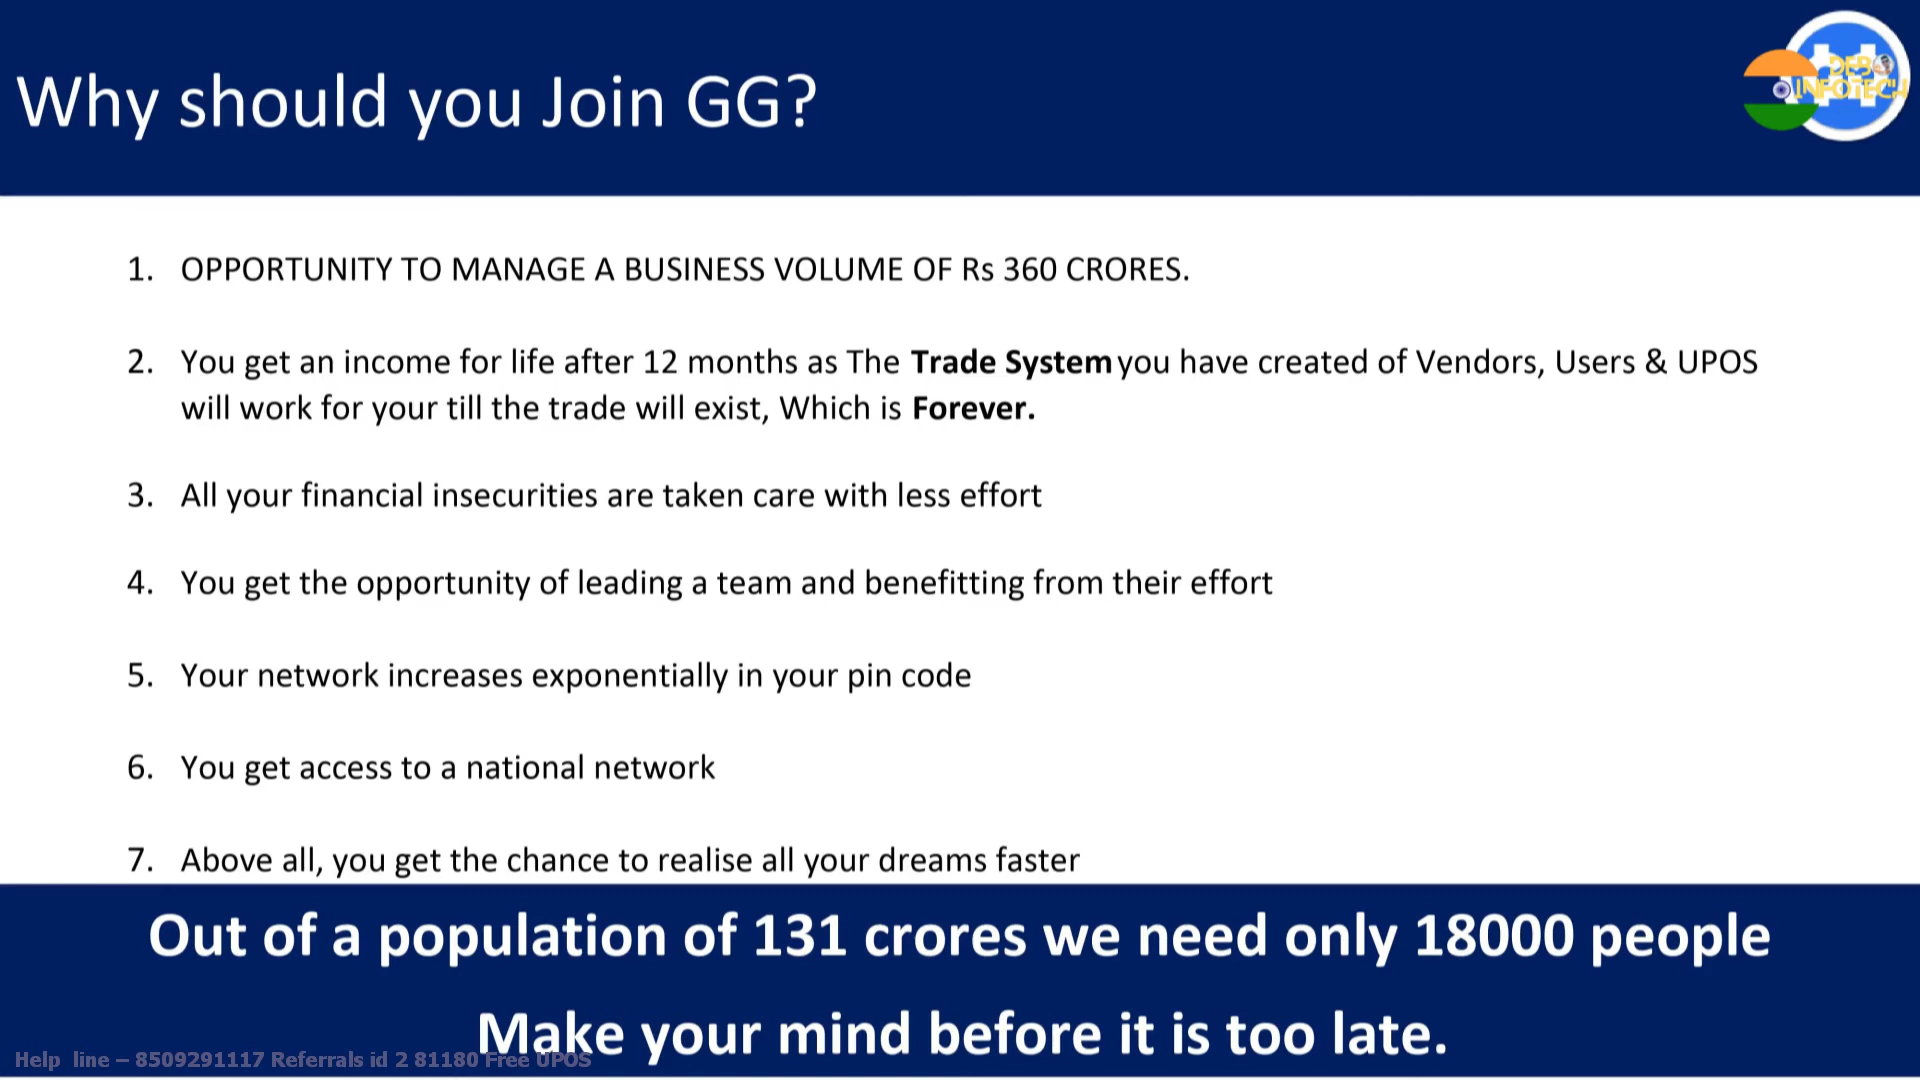 Why should you Join GG?
DEB
INFOTECH
1. OPPORTUNITY TO MANAGE A BUSINESS VOLUME OF Rs 360 CRORES.
2. You get an income for life after 12 months as The Trade System you have created of Vendors, Users & UPOS
will work for your till the trade will exist, Which is Forever.
3. All your financial insecurities are taken care with less effort
4. You get the opportunity of leading a team and benefitting from their effort
5. Your network increases exponentially in your pin code
6. You get access to a national network
7. Above all, you get the chance to realise all your dreams faster
Out of a population of 131 crores we need only 18000 people
Make your mind before it is too late.
Help line – 8509291117 Referrals id 2 81180 Free UPOS